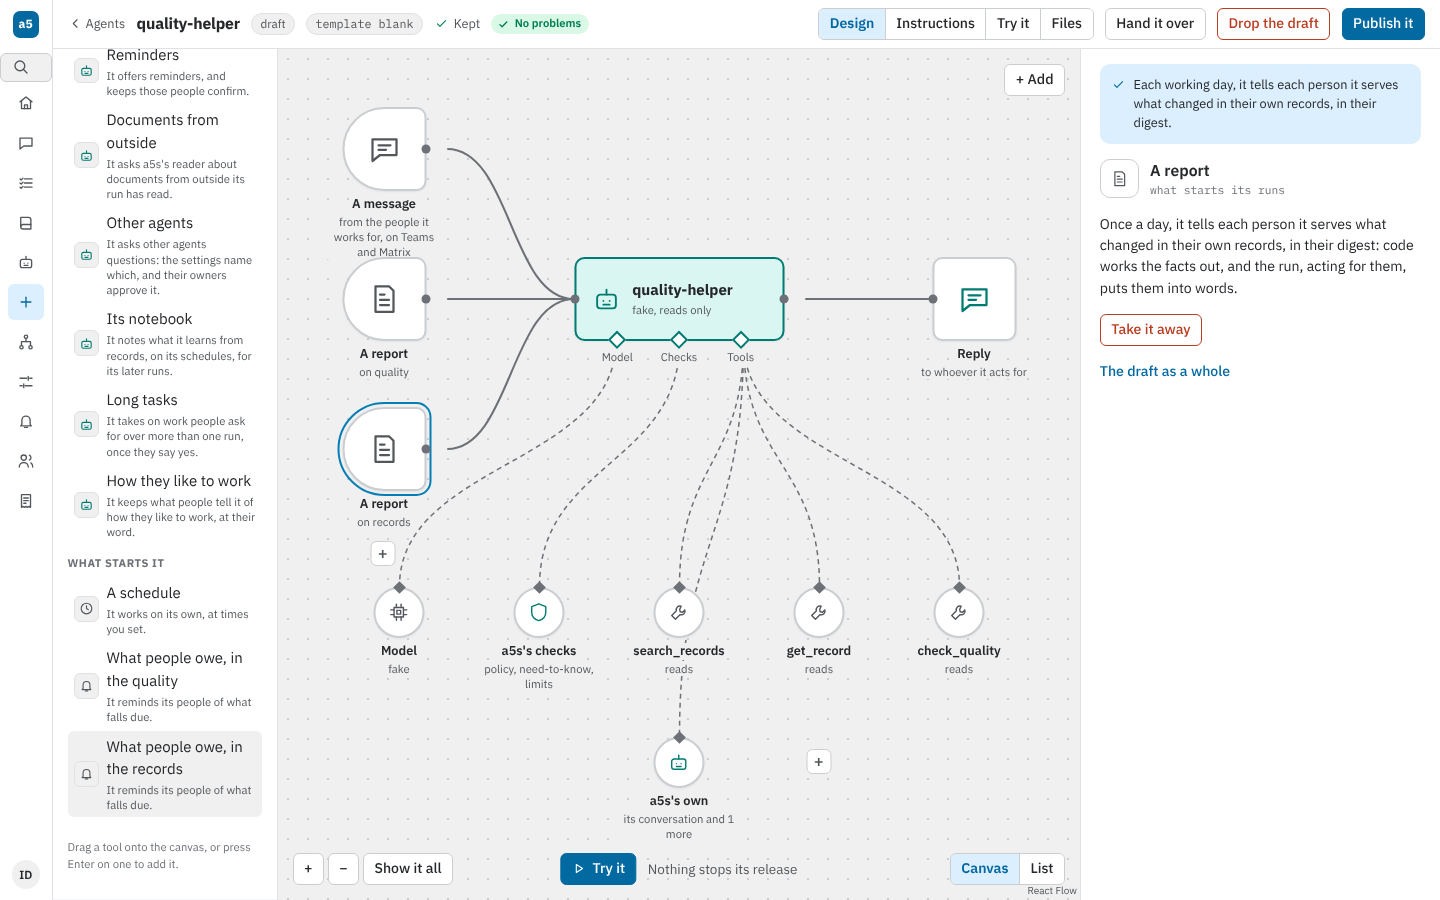 a5
Agents
quality-helper
draft
template blank
Kept
No problems
Design
Instructions
Try it
Files
Hand it over
Drop the draft
Publish it
Reminders
It offers reminders, and
keeps those people confirm.
Documents from
outside
It asks a5s's reader about
documents from outside its
run has read.
Other agents
It asks other agents
questions: the settings name
which, and their owners
approve it.
Its notebook
It notes what it learns from
records, on its schedules, for
its later runs.
Long tasks
It takes on work people ask
for over more than one run,
once they say yes.
How they like to work
It keeps what people tell it of
how they like to work, at their
word.
WHAT STARTS IT
A schedule
It works on its own, at times
you set.
What people owe, in
the quality
It reminds its people of what
falls due.
What people owe, in
the records
It reminds its people of what
falls due.
Drag a tool onto the canvas, or press
Enter on one to add it.
ID
+ Add
A message
from the people it
works for, on Teams
and Matrix
A report
on quality
A report
on records
+
quality-helper
fake, reads only
Model
Checks
Tools
Reply
to whoever it acts for
Model
fake
a5s's checks
policy, need-to-know,
limits
search_records
reads
get_record
reads
check_quality
reads
a5s's own
its conversation and 1
more
+
+
−
Show it all
Try it
Nothing stops its release
Canvas
List
React Flow
Each working day, it tells each person it serves
what changed in their own records, in their
digest.
A report
what starts its runs
Once a day, it tells each person it serves what
changed in their own records, in their digest: code
works the facts out, and the run, acting for them,
puts them into words.
Take it away
The draft as a whole